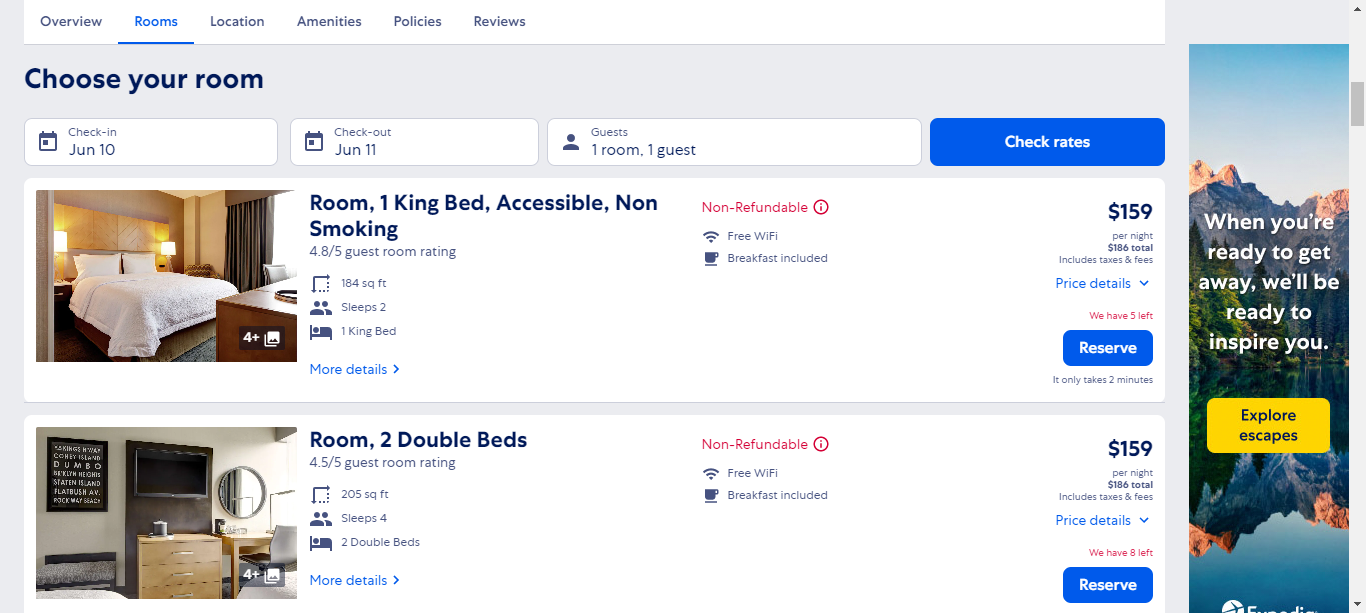 Overview Rooms Location Amenities Policies Reviews
Choose your room
Check-in
Jun 10
Check-out
Jun 11
Guests
1 room, 1 guest
Check rates
Room, 1 King Bed, Accessible, Non
Smoking
4.8/5 guest room rating
184 sq ft
Sleeps 2
1 King Bed
More details
4+
Non-Refundable
Free WiFi
Breakfast included
$159
per night
$186 total
Includes taxes & fees
Price details
We have 5 left
Reserve
It only takes 2 minutes
KINGS HWY
CONEY ISLAND
DUMBO
BR'KLYN HEIGHTS
STATEN ISLAND
FLATBUSH AV.
ROCKWAY BEACH
4+
Room, 2 Double Beds
4.5/5 guest room rating
205 sq ft
Sleeps 4
2 Double Beds
More details
Non-Refundable
Free WiFi
Breakfast included
$159
per night
$186 total
Includes taxes & fees
Price details
We have 8 left
Reserve
When you're
ready to get
away, we'll be
ready to
inspire you.
Explore
escapes
Expedia